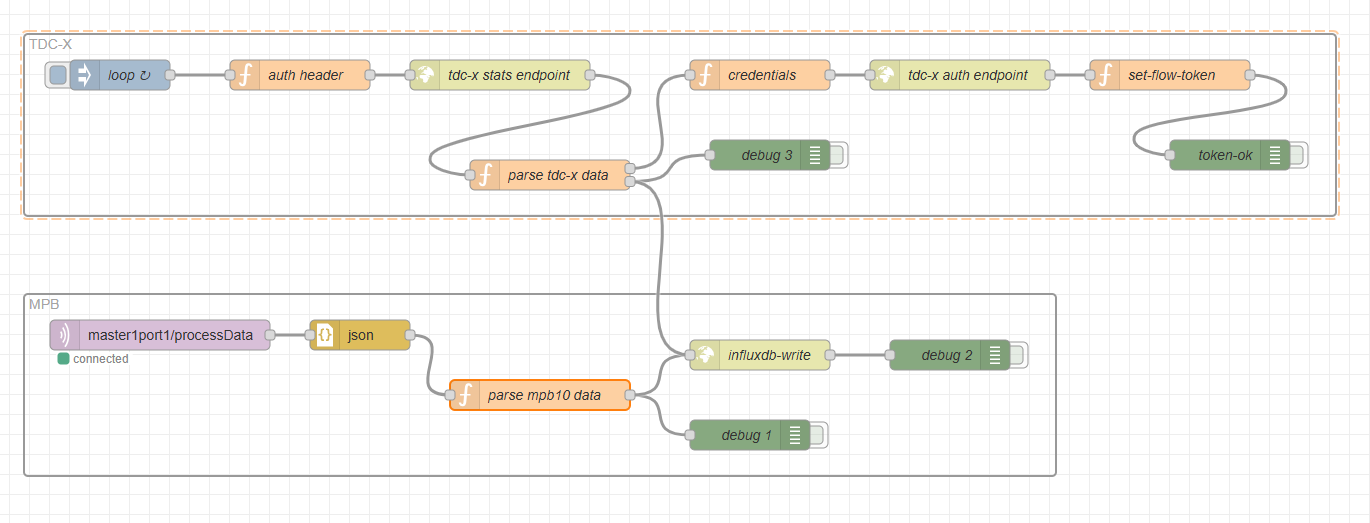 TDC-X
loop ↻
auth header
tdc-x stats endpoint
credentials
tdc-x auth endpoint
set-flow-token
debug 3
token-ok
parse tdc-x data
MPB
master1port1/processData
json
connected
influxdb-write
debug 2
parse mpb10 data
debug 1